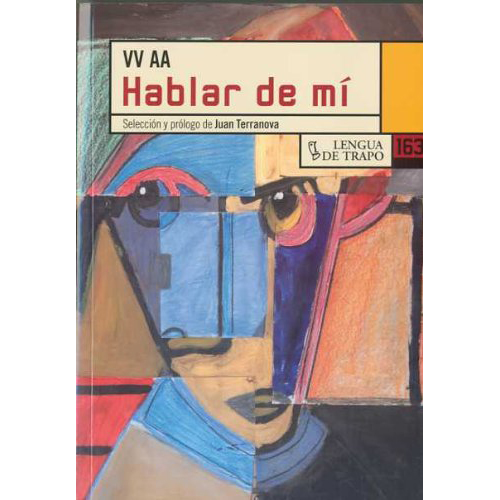 VV AA
Hablar de mí
Selección y prólogo de Juan Terranova
LENGUA
DE TRAPO
163